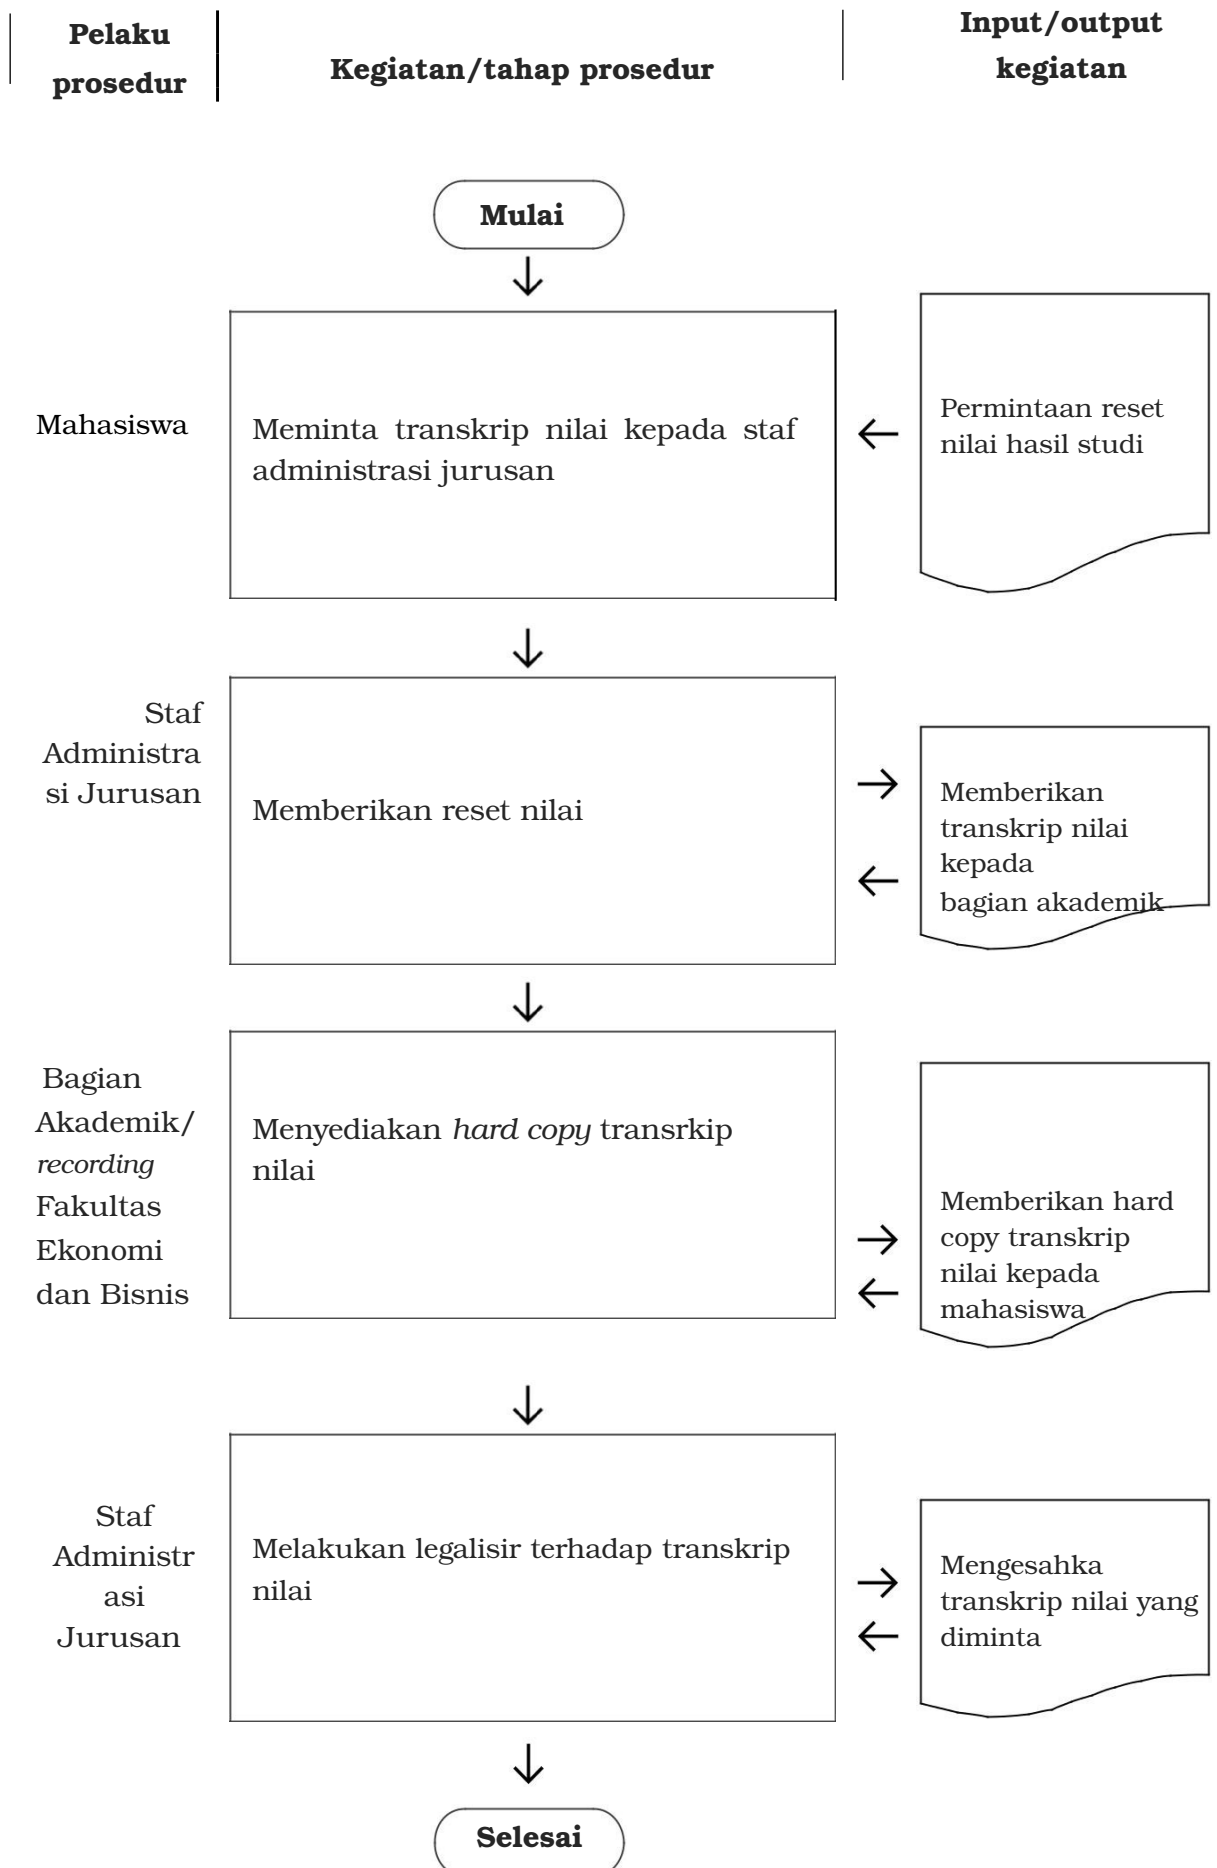 Pelaku
prosedur
Kegiatan/tahap prosedur
Input/output
kegiatan
Mulai
Mahasiswa
Meminta transkrip nilai kepada staf
administrasi jurusan
Permintaan reset
nilai hasil studi
Staf
Administra
si Jurusan
Memberikan reset nilai
Memberikan
transkrip nilai
kepada
bagian akademik
Bagian
Akademik/
recording
Fakultas
Ekonomi
dan Bisnis
Menyediakan hard copy transrkip
nilai
Memberikan hard
copy transkrip
nilai kepada
mahasiswa
Staf
Administr
asi
Jurusan
Melakukan legalisir terhadap transkrip
nilai
Mengesahka
transkrip nilai yang
diminta
Selesai